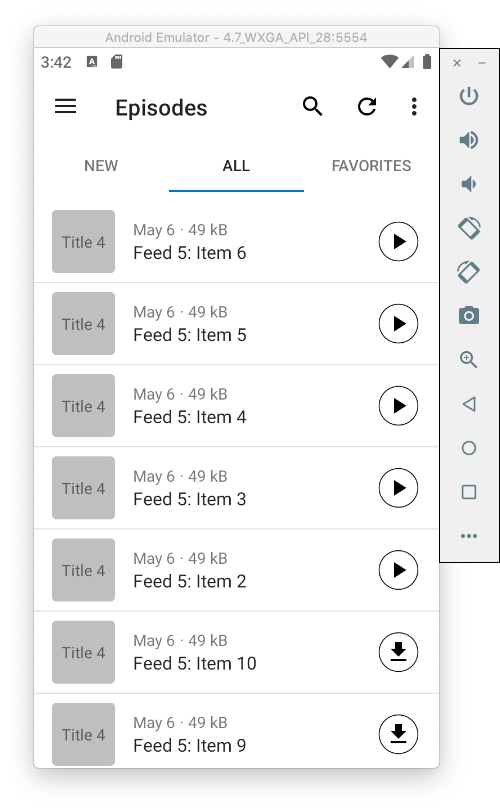 Android Emulator - 4.7_WXGA_API_28:5554
3:42
A
Episodes
NEW ALL FAVORITES
Title 4
May 6 · 49 kB
Feed 5: Item 6
Title 4
May 6 · 49 kB
Feed 5: Item 5
Title 4
May 6 · 49 kB
Feed 5: Item 4
Title 4
May 6 · 49 kB
Feed 5: Item 3
Title 4
May 6 · 49 kB
Feed 5: Item 2
Title 4
May 6 · 49 kB
Feed 5: Item 10
Title 4
May 6 · 49 kB
Feed 5: Item 9